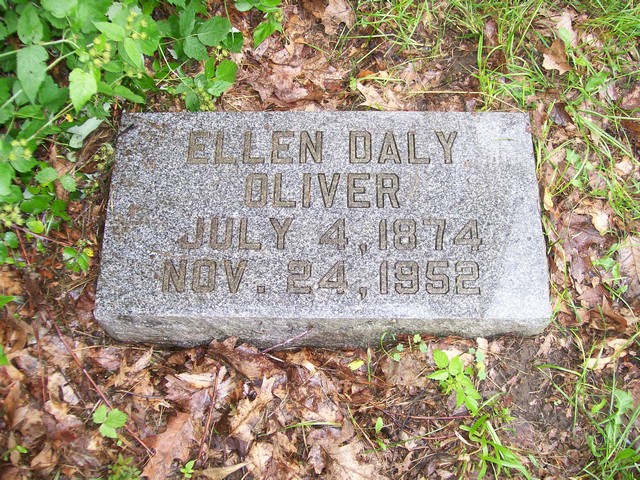 ELLEN DALY
OLIVER
JULY 4, 1874
NOV. 24, 1952